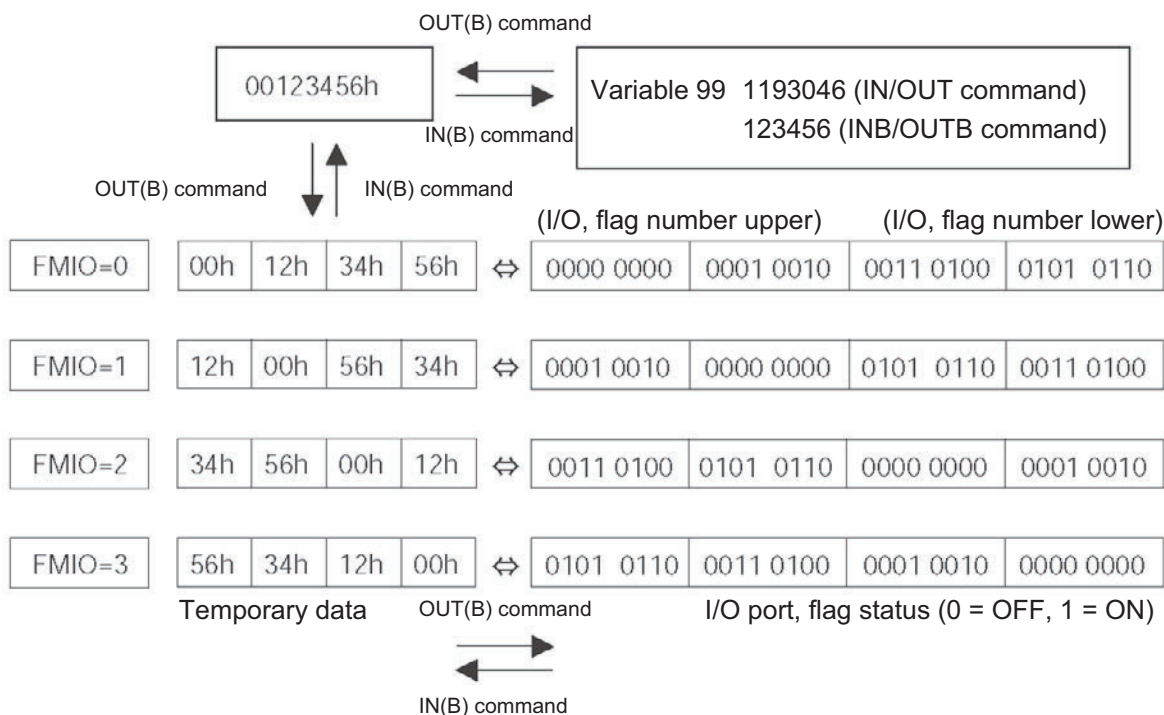 OUT(B) command
00123456h
Variable 99 1193046 (IN/OUT command)
123456 (INB/OUTB command)
IN(B) command
OUT(B) command
IN(B) command
(I/O, flag number upper) (I/O, flag number lower)
FMIO=0 00h 12h 34h 56h ⇔ 0000 0000 0001 0010 0011 0100 0101 0110
FMIO=1 12h 00h 56h 34h ⇔ 0001 0010 0000 0000 0101 0110 0011 0100
FMIO=2 34h 56h 00h 12h ⇔ 0011 0100 0101 0110 0000 0000 0001 0010
FMIO=3 56h 34h 12h 00h ⇔ 0101 0110 0011 0100 0001 0010 0000 0000
Temporary data OUT(B) command I/O port, flag status (0 = OFF, 1 = ON)
IN(B) command